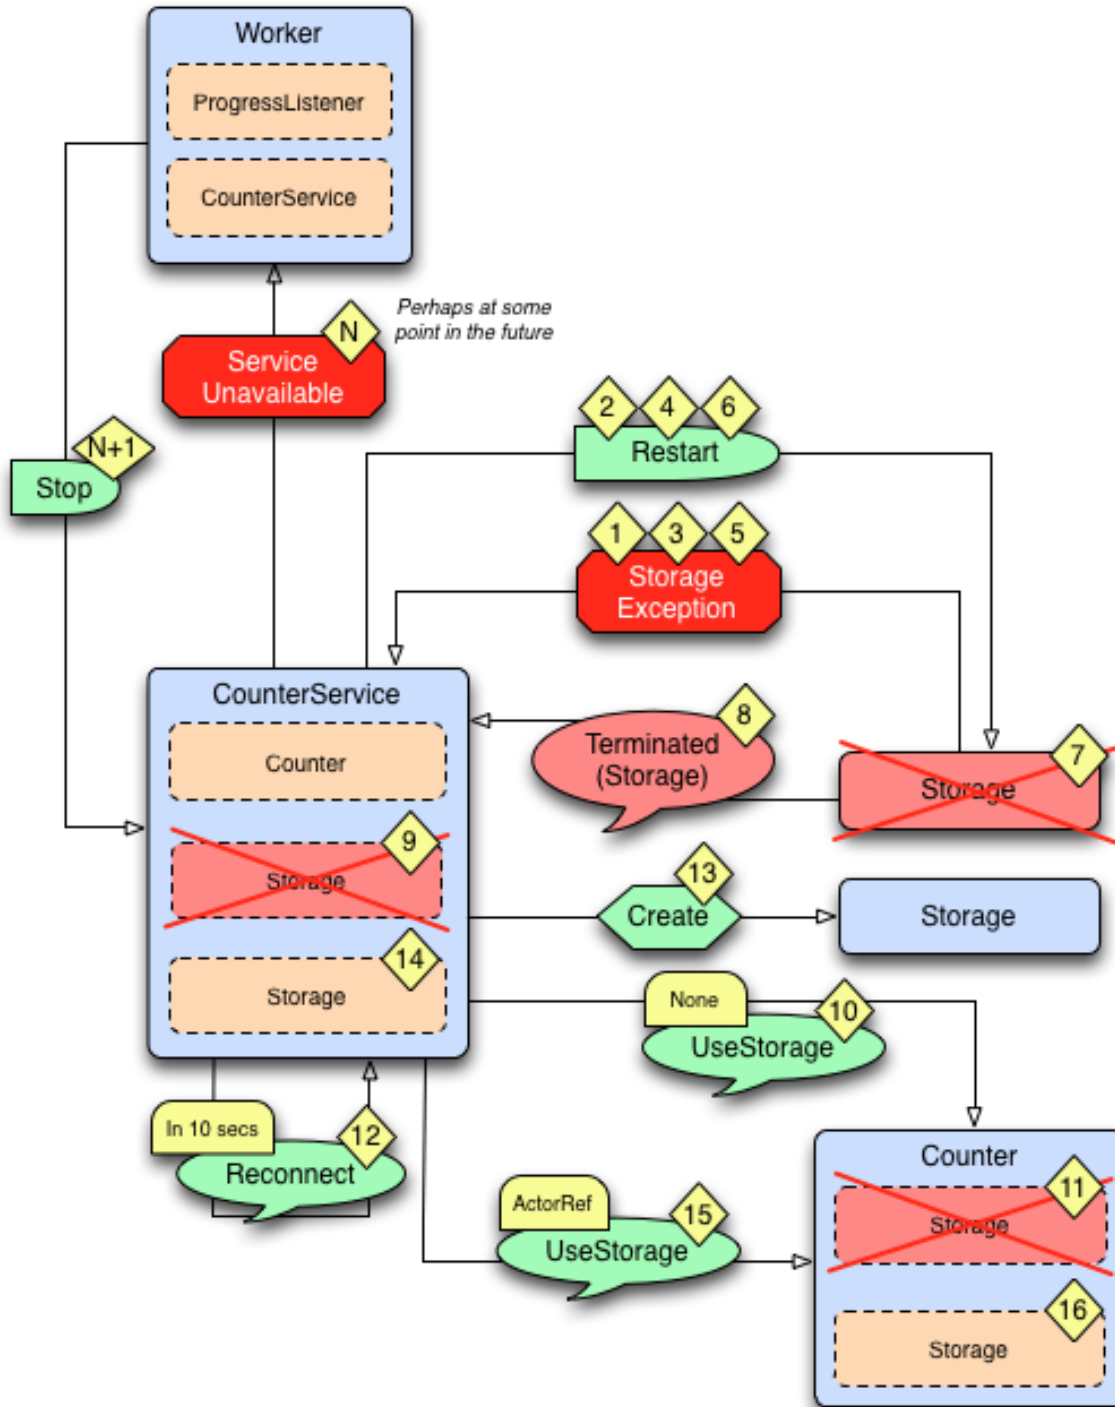 Worker
ProgressListener
CounterService
Perhaps at some
point in the future
N
Service
Unavailable
N+1
Stop
2
4
6
Restart
1
3
5
Storage
Exception
CounterService
Counter
8
Terminated
(Storage)
7
Storage
9
Storage
13
Create
Storage
14
Storage
None
10
UseStorage
In 10 secs
12
Reconnect
Counter
11
Storage
ActorRef
15
UseStorage
16
Storage